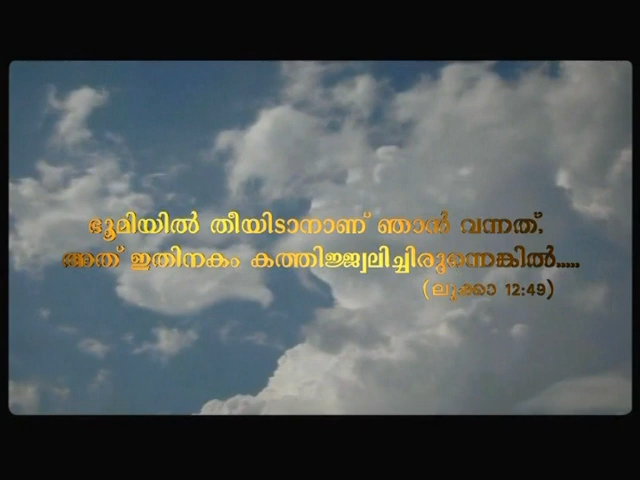 ഭൂമിയിൽ തീയിടാനാണ് ഞാൻ വന്നത്.
അത് ഇതിനകം കത്തിജ്ജ്വലിച്ചിരുന്നെങ്കിൽ.....
(ലൂക്കാ 12:49)